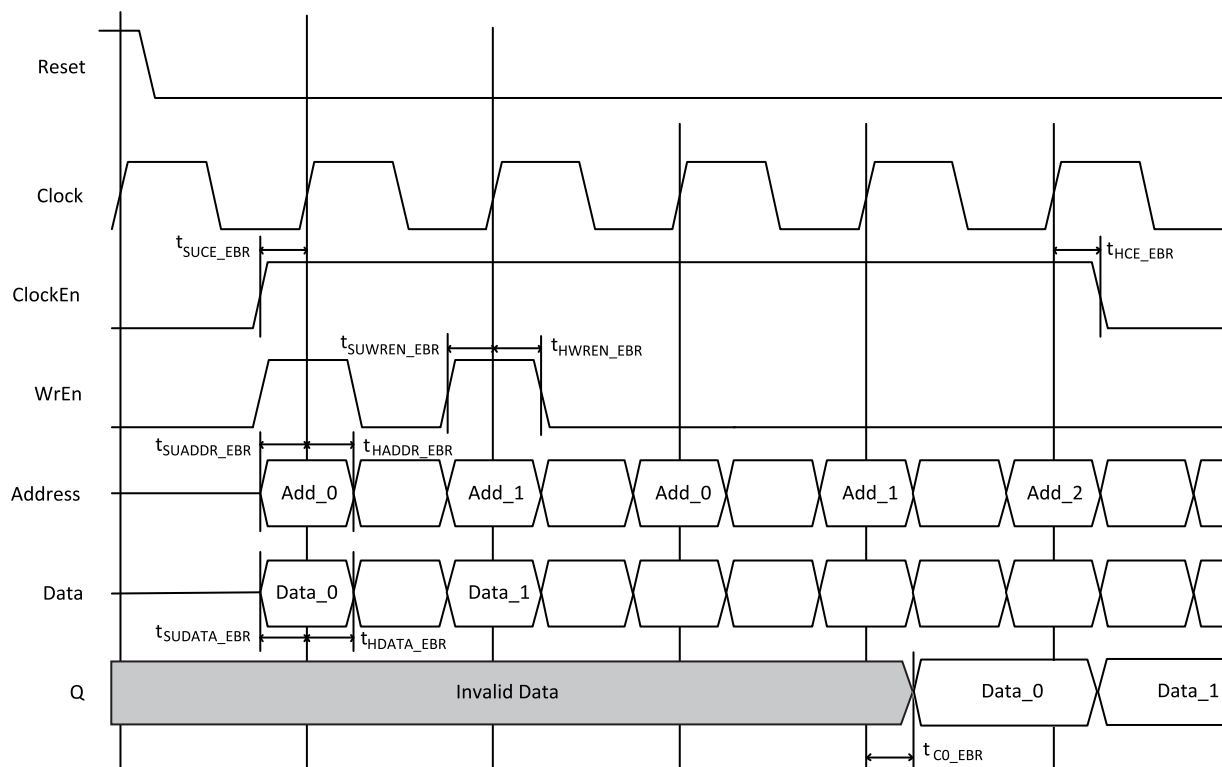 Reset
Clock
tSUCE_EBR
tHCE_EBR
ClockEn
tSUWREN_EBR
tHWREN_EBR
WrEn
tSUADDR_EBR
tHADDR_EBR
Address
Add_0
Add_1
Add_0
Add_1
Add_2
Data
Data_0
Data_1
tSUDATA_EBR
tHDATA_EBR
Q
Invalid Data
Data_0
Data_1
tC0_EBR